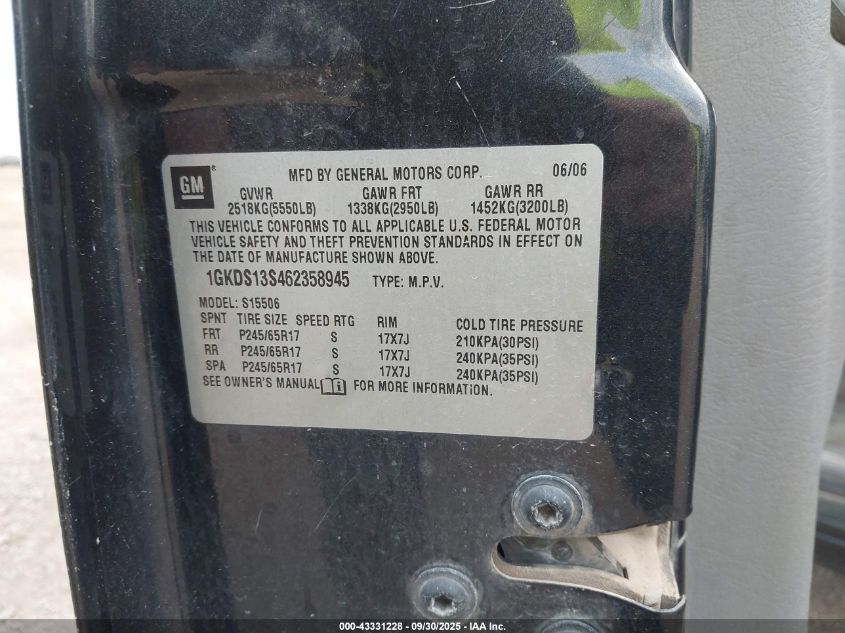 GM
MFD BY GENERAL MOTORS CORP. 06/06
GVWR GAWR FRT GAWR RR
2518KG(5550LB) 1338KG(2950LB) 1452KG(3200LB)
THIS VEHICLE CONFORMS TO ALL APPLICABLE U.S. FEDERAL MOTOR
VEHICLE SAFETY AND THEFT PREVENTION STANDARDS IN EFFECT ON
THE DATE OF MANUFACTURE SHOWN ABOVE.
1GKDS13S462358945 TYPE: M.P.V.
MODEL: S15506
SPNT TIRE SIZE SPEED RTG RIM COLD TIRE PRESSURE
FRT P245/65R17 S 17X7J 210KPA(30PSI)
RR P245/65R17 S 17X7J 240KPA(35PSI)
SPA P245/65R17 S 17X7J 240KPA(35PSI)
SEE OWNER'S MANUAL i FOR MORE INFORMATION.
000-43331228 - 09/30/2025 - IAA Inc.